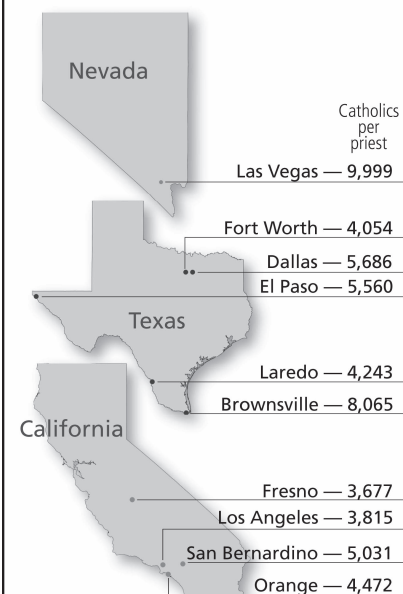 Nevada
Catholics
per
priest
Las Vegas — 9,999
Fort Worth — 4,054
Dallas — 5,686
El Paso — 5,560
Texas
Laredo — 4,243
Brownsville — 8,065
California
Fresno — 3,677
Los Angeles — 3,815
San Bernardino — 5,031
Orange — 4,472